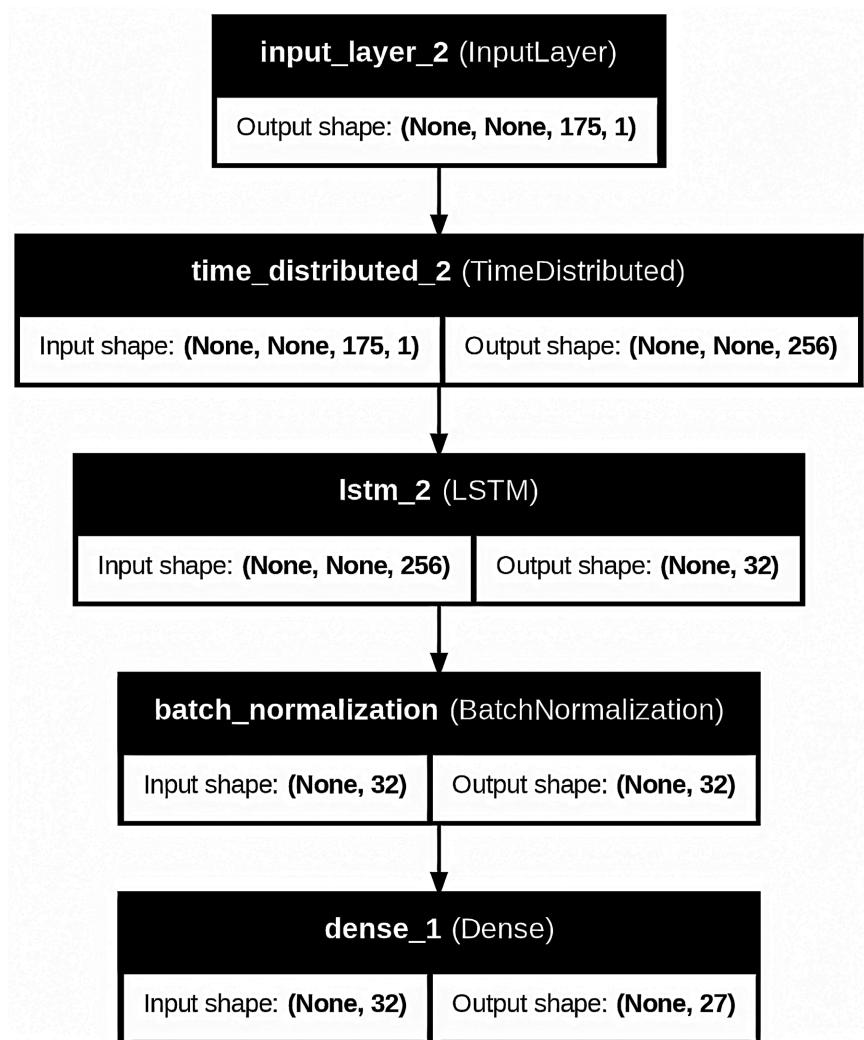 input_layer_2 (InputLayer)
Output shape: (None, None, 175, 1)
time_distributed_2 (TimeDistributed)
Input shape: (None, None, 175, 1) Output shape: (None, None, 256)
lstm_2 (LSTM)
Input shape: (None, None, 256) Output shape: (None, 32)
batch_normalization (BatchNormalization)
Input shape: (None, 32) Output shape: (None, 32)
dense_1 (Dense)
Input shape: (None, 32) Output shape: (None, 27)